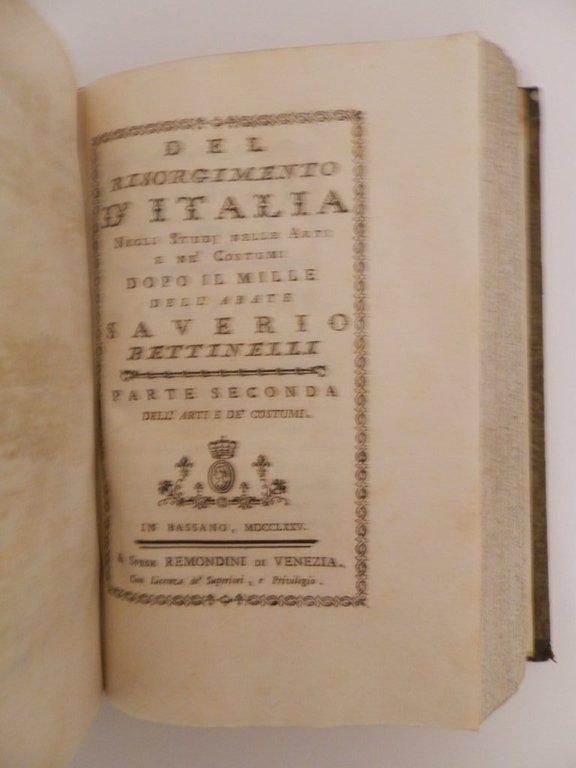 DEL
RISORGIMENTO
D'ITALIA
NEGLI STUDJ NELLE ARTI
E NE' COSTUMI
DOPO IL MILLE
DELL' ABATE
SAVERIO
BETTINELLI
PARTE SECONDA
DELL' ARTI E DE' COSTUMI.
IN BASSANO, MDCCLXXV.
A SPESE REMONDINI DI VENEZIA.
Con Licenza de' Superiori, e Privilegio.